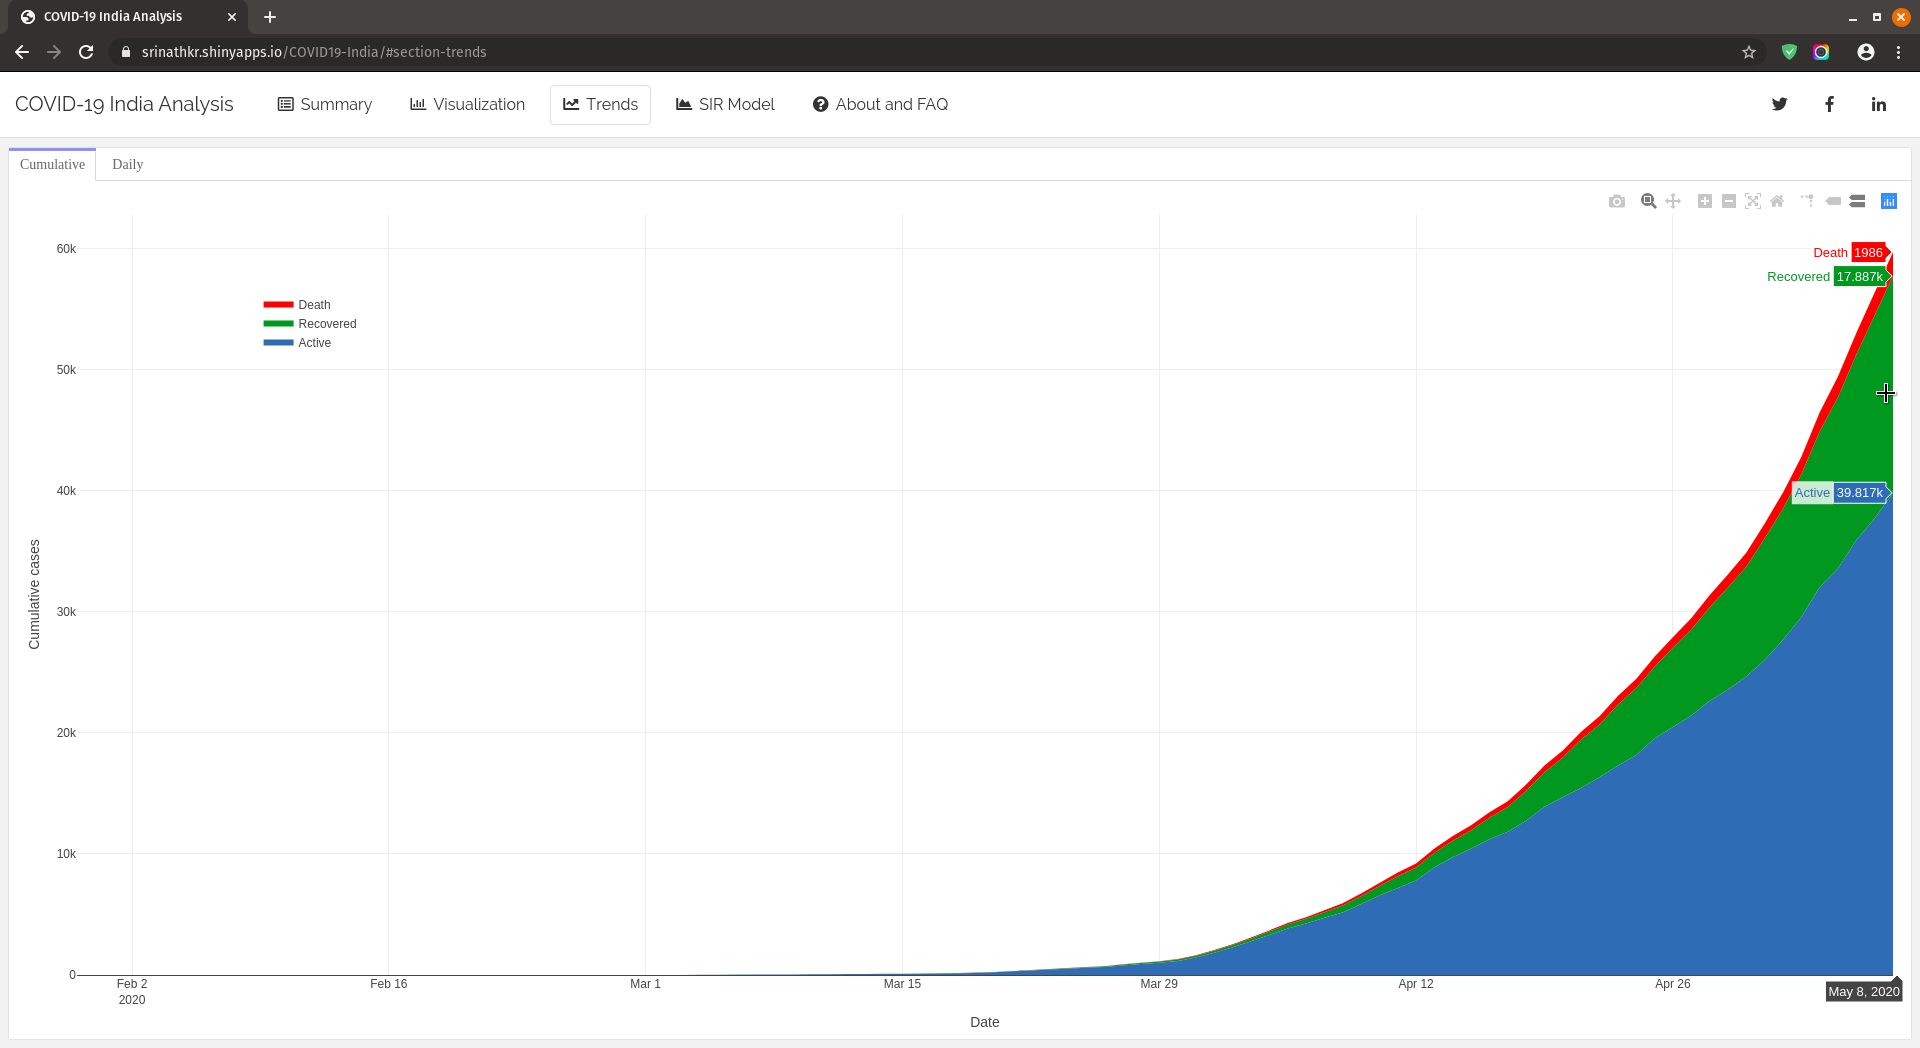 COVID-19 India Analysis
srinathkr.shinyapps.io/COVID19-India/#section-trends
COVID-19 India Analysis
Summary
Visualization
Trends
SIR Model
About and FAQ
Cumulative
Daily
60k
50k
40k
30k
20k
10k
0
Cumulative cases
Death
Recovered
Active
Death 1986
Recovered 17.887k
Active 39.817k
Feb 2
2020
Feb 16
Mar 1
Mar 15
Mar 29
Apr 12
Apr 26
May 8, 2020
Date